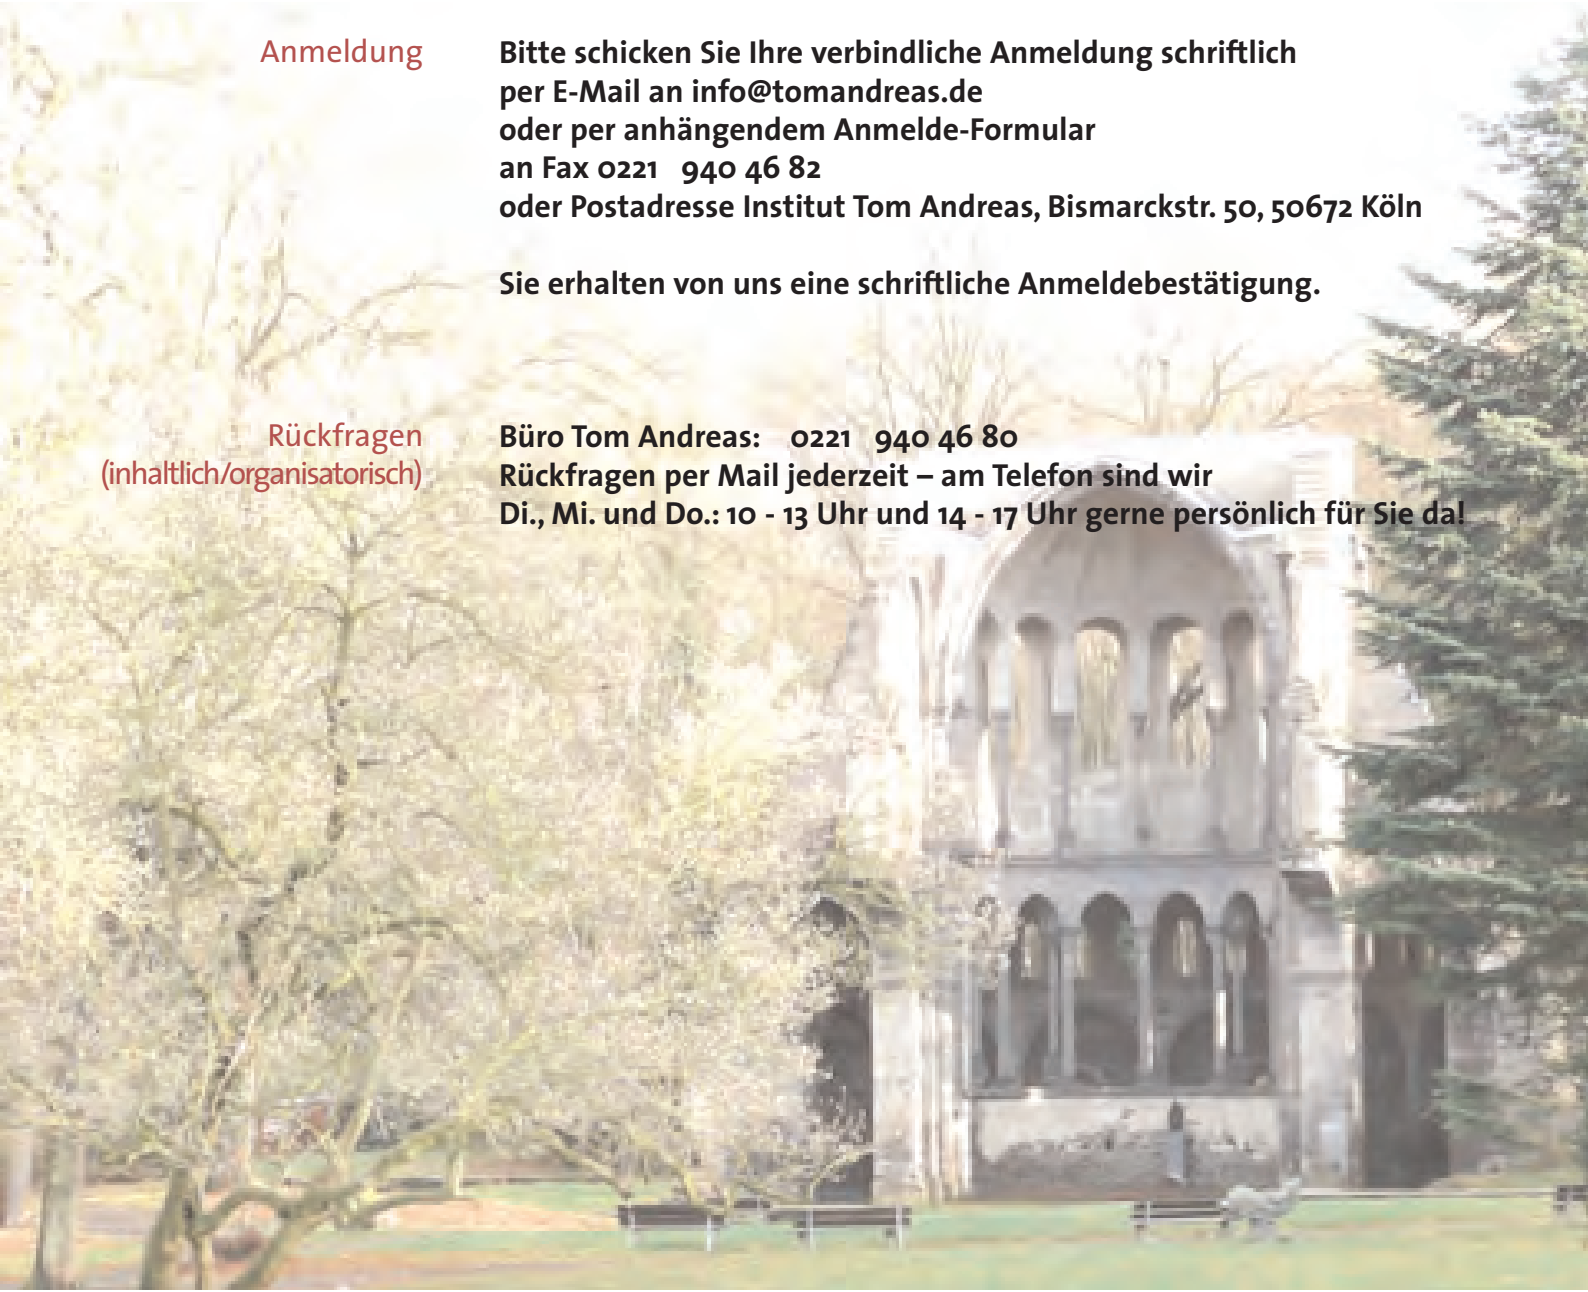 Anmeldung
Bitte schicken Sie Ihre verbindliche Anmeldung schriftlich
per E-Mail an info@tomandreas.de
oder per anhängendem Anmelde-Formular
an Fax 0221 940 46 82
oder Postadresse Institut Tom Andreas, Bismarckstr. 50, 50672 Köln
Sie erhalten von uns eine schriftliche Anmeldebestätigung.
Rückfragen
(inhaltlich/organisatorisch)
Büro Tom Andreas: 0221 940 46 80
Rückfragen per Mail jederzeit – am Telefon sind wir
Di., Mi. und Do.: 10 - 13 Uhr und 14 - 17 Uhr gerne persönlich für Sie da!